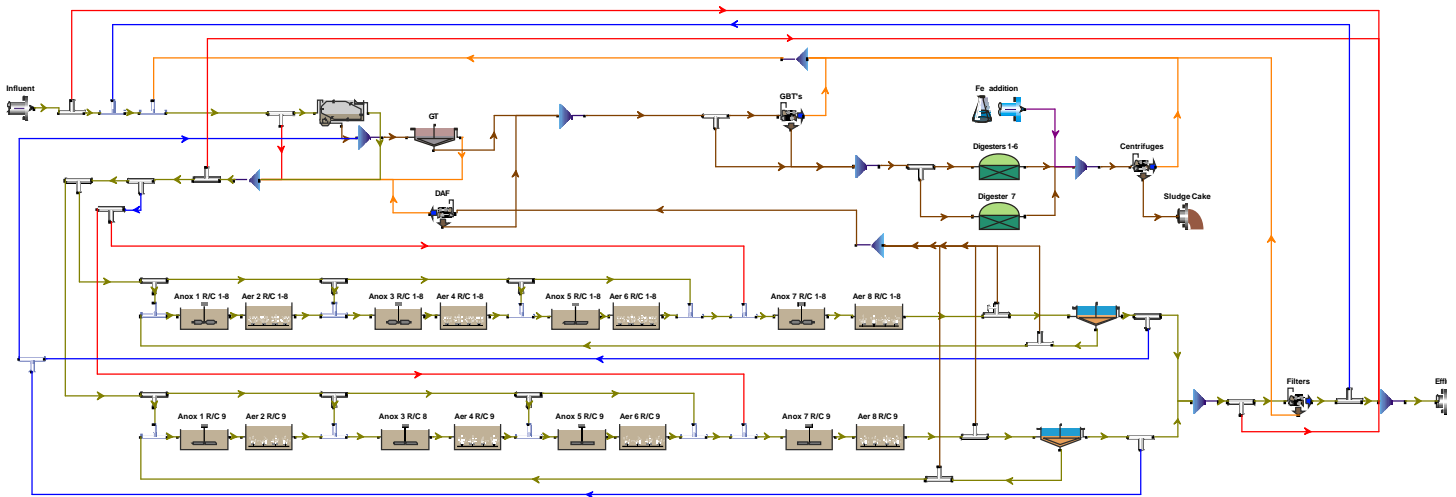 Influent
GT
GBT's
Fe addition
Digesters 1-6
Centrifuges
DAF
Digester 7
Sludge Cake
Anox 1 R/C 1-8
Aer 2 R/C 1-8
Anox 3 R/C 1-8
Aer 4 R/C 1-8
Anox 5 R/C 1-8
Aer 6 R/C 1-8
Anox 7 R/C 1-8
Aer 8 R/C 1-8
Filters
Efflu
Anox 1 R/C 9
Aer 2 R/C 9
Anox 3 R/C 8
Aer 4 R/C 9
Anox 5 R/C 9
Aer 6 R/C 9
Anox 7 R/C 9
Aer 8 R/C 9